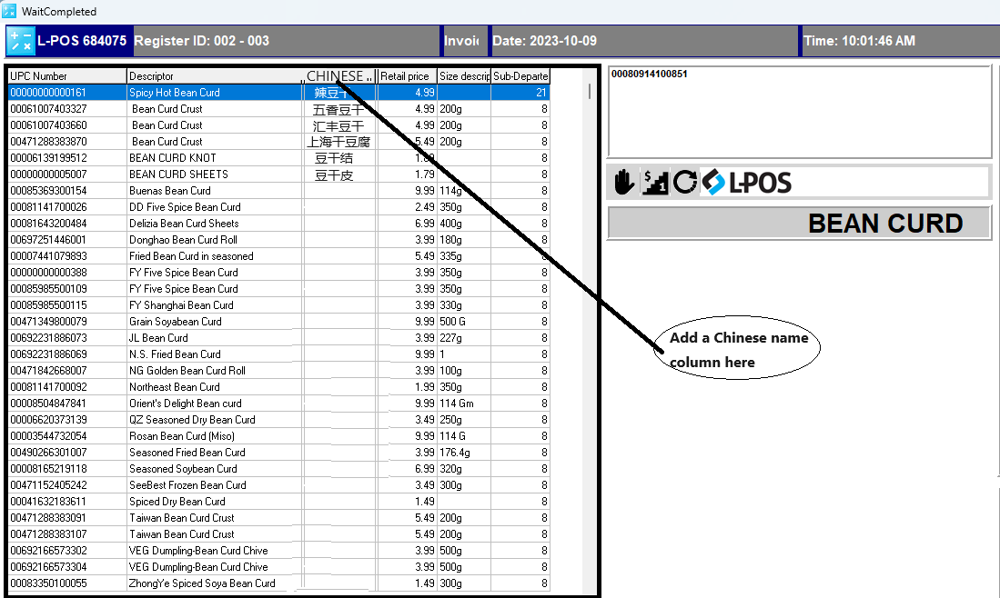 WaitCompleted
L-POS 684075 Register ID: 002 - 003 Invoi Date: 2023-10-09 Time: 10:01:46 AM
UPC Number Descriptor CHINESE .. Retail price Size descrip Sub-Departe
00000000000161 Spicy Hot Bean Curd 辣豆干 4.99 21
00061007403327 Bean Curd Crust 五香豆干 4.99 200g 8
00061007403660 Bean Curd Crust 汇丰豆干 4.99 200g 8
00471288383870 Bean Curd Crust 上海干豆腐 5.49 200g 8
00006139199512 BEAN CURD KNOT 豆干结 8
00000000005007 BEAN CURD SHEETS 豆干皮 1.79 8
00085369300154 Buenas Bean Curd 9.99 114g 8
00081141700026 DD Five Spice Bean Curd 2.49 350g 8
00081643200484 Delizia Bean Curd Sheets 6.99 400g 8
00697251446001 Donghao Bean Curd Roll 3.99 180g 8
00007441079893 Fried Bean Curd in seasoned 5.49 335g 8
00000000000388 FY Five Spice Bean Curd 3.99 350g 8
00085985500109 FY Five Spice Bean Curd 3.99 350g 8
00085985500115 FY Shanghai Bean Curd 3.99 330g 8
00471349800079 Grain Soyabean Curd 9.99 500 G 8
00692231886073 JL Bean Curd 3.99 227g 8
00692231886069 N.S. Fried Bean Curd 9.99 1 8
00471842668007 NG Golden Bean Curd Roll 3.99 100g 8
00081141700092 Northeast Bean Curd 1.99 350g 8
00008504847841 Orient's Delight Bean curd 9.99 114 Gm 8
00006620373139 QZ Seasoned Dry Bean Curd 3.49 250g 8
00003544732054 Rosan Bean Curd (Miso) 9.99 114 G 8
00490266301007 Seasoned Fried Bean Curd 3.99 176.4g 8
00008165219118 Seasoned Soybean Curd 6.99 320g 8
00471152405242 SeeBest Frozen Bean Curd 3.49 300g 8
00041632183611 Spiced Dry Bean Curd 1.49 8
00471288383091 Taiwan Bean Curd Crust 5.49 200g 8
00471288383107 Taiwan Bean Curd Crust 5.49 200g 8
00692166573302 VEG Dumpling-Bean Curd Chive 3.99 500g 8
00692166573304 VEG Dumpling-Bean Curd Chive 3.99 500g 8
00083350100055 ZhongYe Spiced Soya Bean Curd 1.49 300g 8
00080914100851
$ 1 L-POS
BEAN CURD
Add a Chinese name
column here